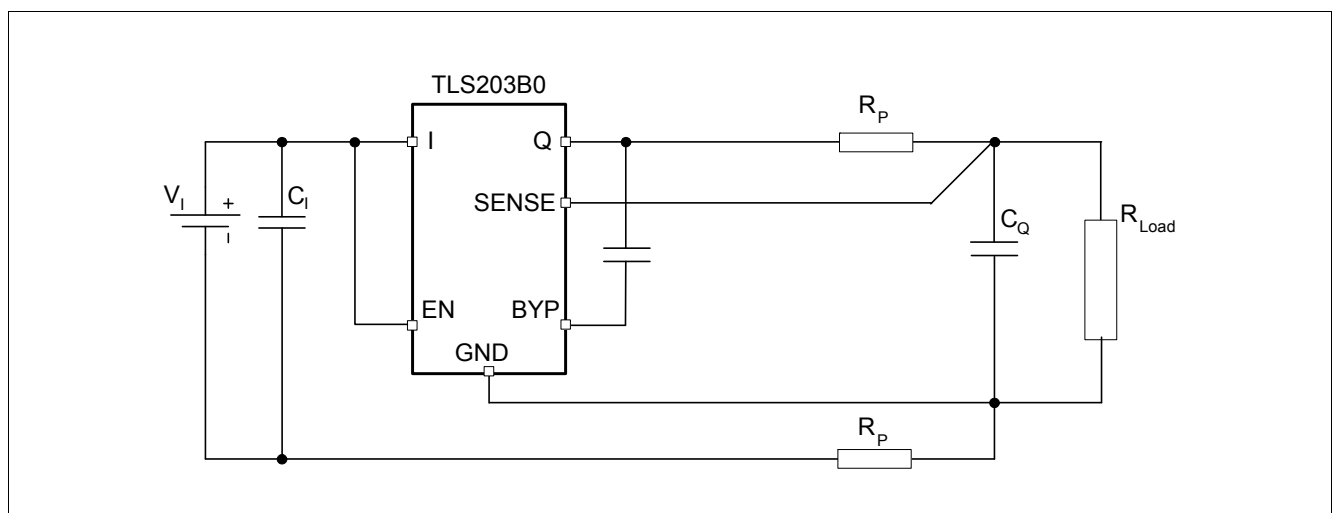 TLS203B0
R_P
I
Q
V_I
+
C_I
SENSE
R_Load
C_Q
EN
BYP
GND
R_P